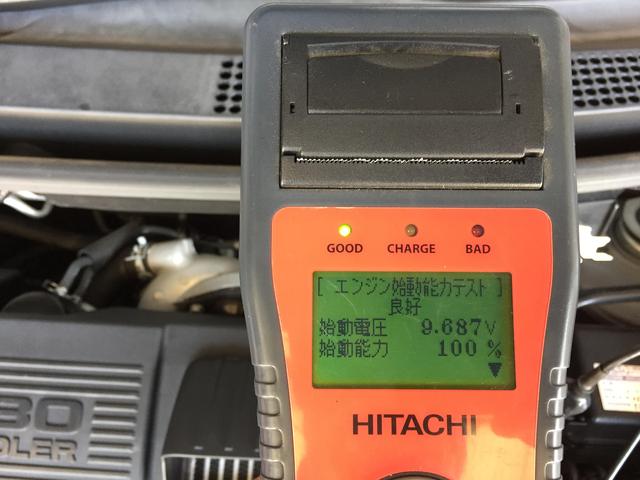 GOOD CHARGE BAD
[ エンジン始動能力テスト ]
良好
始動電圧 9.687V
始動能力 100 %
▼
HITACHI